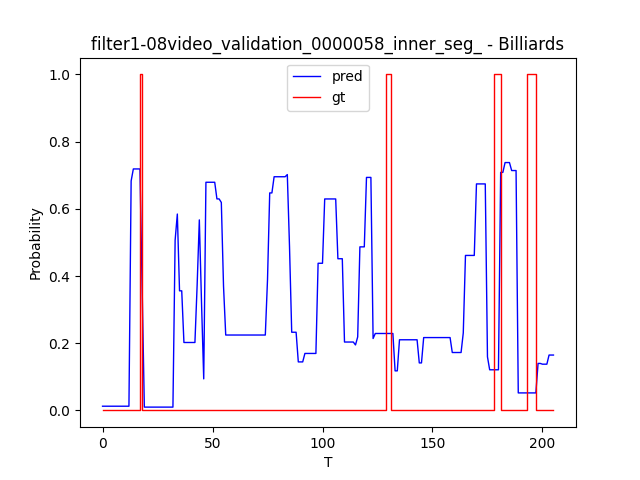 filter1-08video_validation_0000058_inner_seg_ - Billiards
pred
gt
1.0
0.8
0.6
0.4
0.2
0.0
Probability
0
50
100
150
200
T